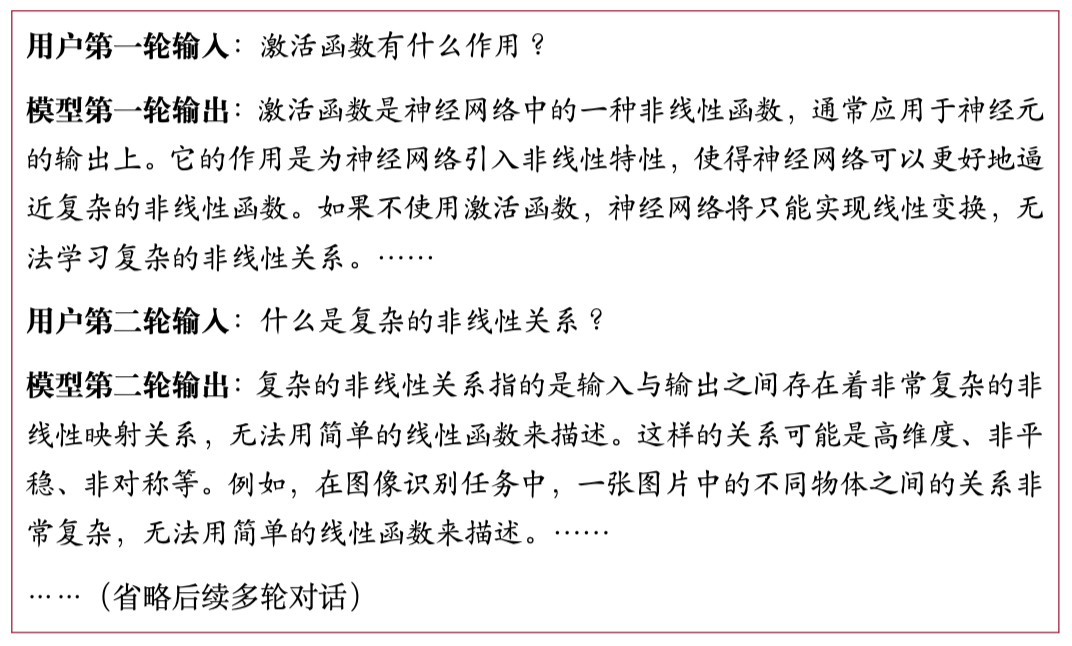 用户第一轮输入：激活函数有什么作用？
模型第一轮输出：激活函数是神经网络中的一种非线性函数，通常应用于神经元
的输出上。它的作用是为神经网络引入非线性特性，使得神经网络可以更好地逼
近复杂的非线性函数。如果不使用激活函数，神经网络将只能实现线性变换，无
法学习复杂的非线性关系。……
用户第二轮输入：什么是复杂的非线性关系？
模型第二轮输出：复杂的非线性关系指的是输入与输出之间存在着非常复杂的非
线性映射关系，无法用简单的线性函数来描述。这样的关系可能是高维度、非平
稳、非对称等。例如，在图像识别任务中，一张图片中的不同物体之间的关系非
常复杂，无法用简单的线性函数来描述。……
……（省略后续多轮对话）